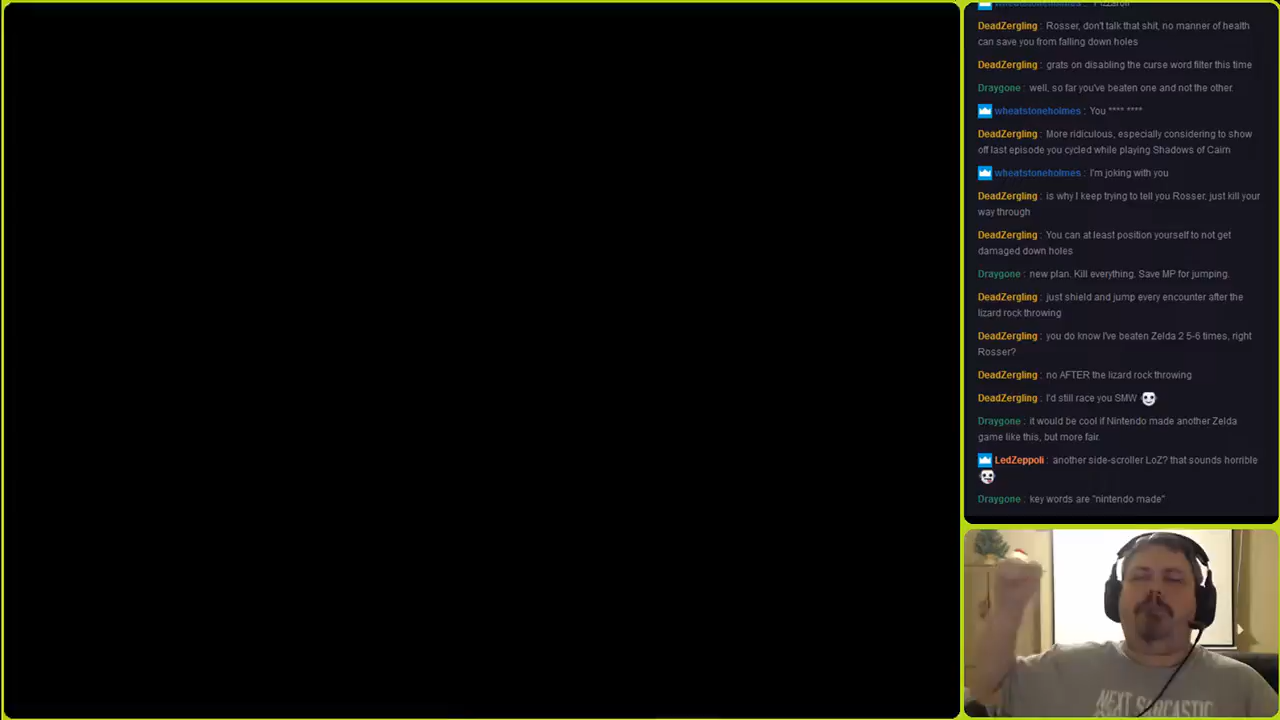 DeadZergling : Rosser, don't talk that shit, no manner of health
can save you from falling down holes
DeadZergling : grats on disabling the curse word filter this time
Draygone : well, so far you've beaten one and not the other.
wheatstoneholmes : You **** ****
DeadZergling : More ridiculous, especially considering to show
off last episode you cycled while playing Shadows of Cairn
wheatstoneholmes : I'm joking with you
DeadZergling : is why I keep trying to tell you Rosser, just kill your
way through
DeadZergling : You can at least position yourself to not get
damaged down holes
Draygone : new plan. Kill everything. Save MP for jumping.
DeadZergling : just shield and jump every encounter after the
lizard rock throwing
DeadZergling : you do know I've beaten Zelda 2 5-6 times, right
Rosser?
DeadZergling : no AFTER the lizard rock throwing
DeadZergling : I'd still race you SMW
Draygone : it would be cool if Nintendo made another Zelda
game like this, but more fair.
LedZeppoli : another side-scroller LoZ? that sounds horrible
Draygone : key words are "nintendo made"
NEXT SARCASTIC